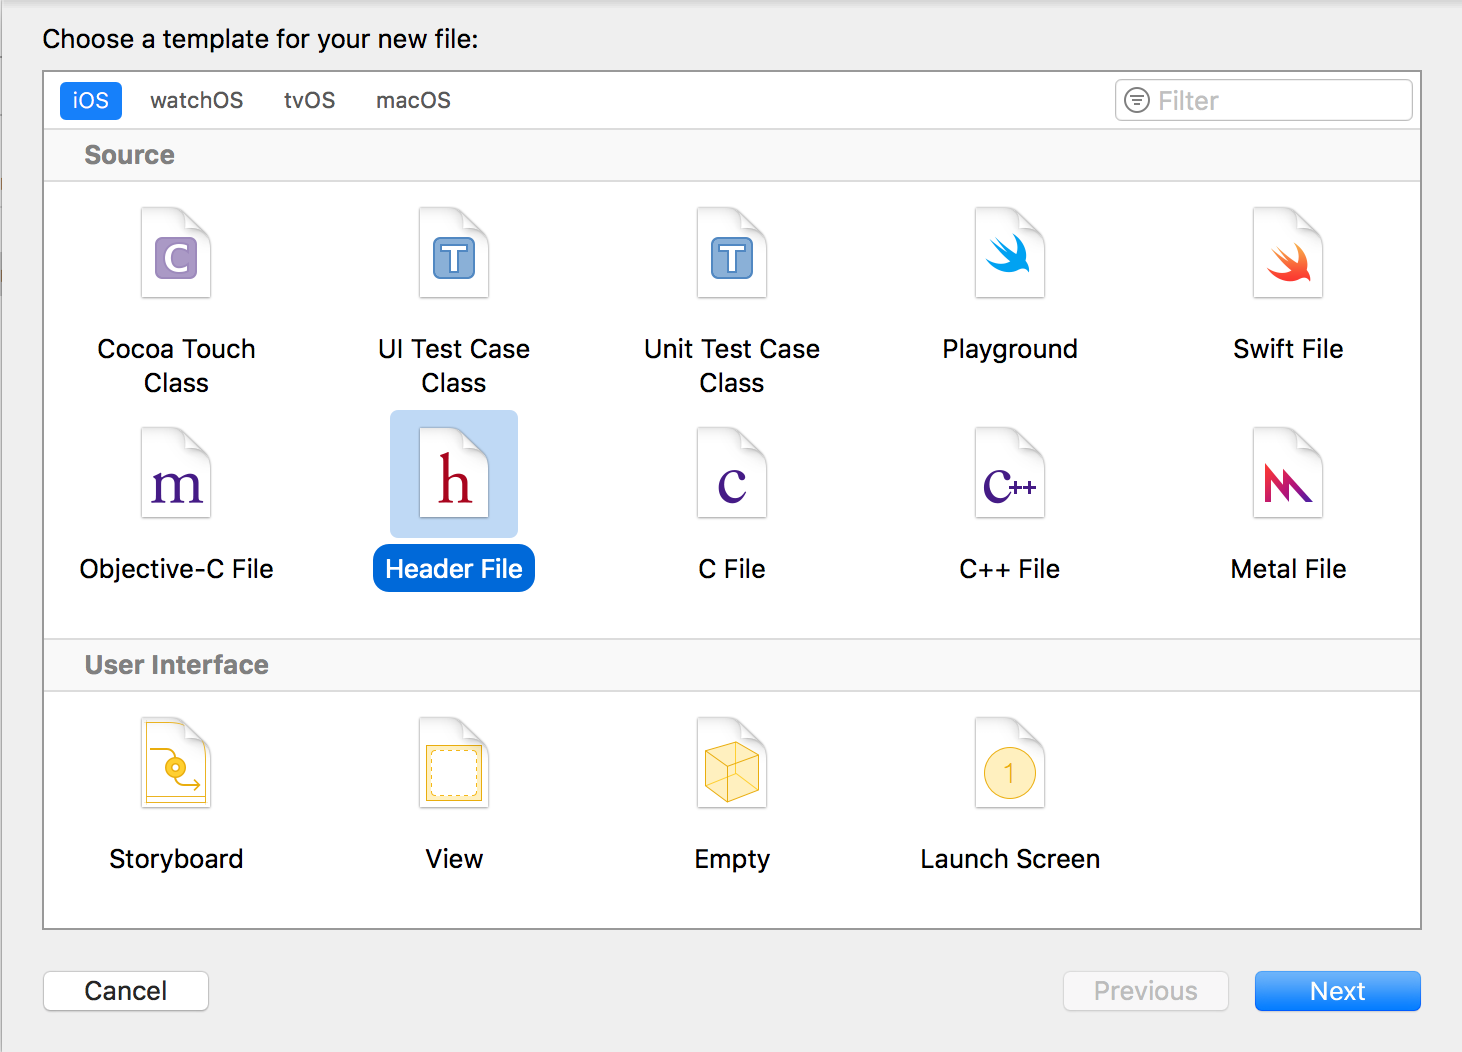 Choose a template for your new file:
iOS watchOS tvOS macOS Filter
Source
C T T
Cocoa Touch Class
UI Test Case Class
Unit Test Case Class
Playground
Swift File
m h c C++
Objective-C File
Header File
C File
C++ File
Metal File
User Interface
1
Storyboard
View
Empty
Launch Screen
Cancel
Previous
Next